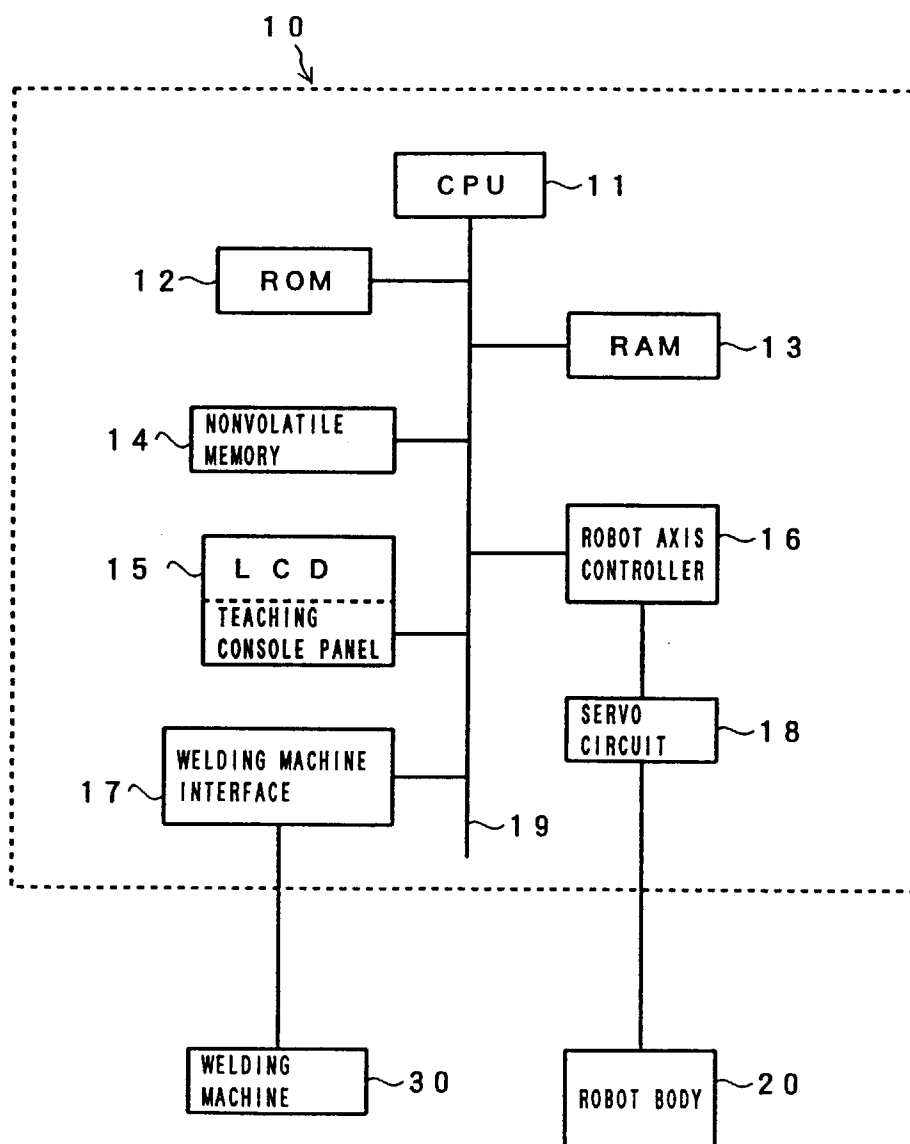 10
CPU
11
12
ROM
RAM
13
14
NONVOLATILE
MEMORY
15
LCD
TEACHING
CONSOLE PANEL
ROBOT AXIS
CONTROLLER
16
SERVO
CIRCUIT
18
17
WELDING MACHINE
INTERFACE
19
WELDING
MACHINE
30
ROBOT BODY
20